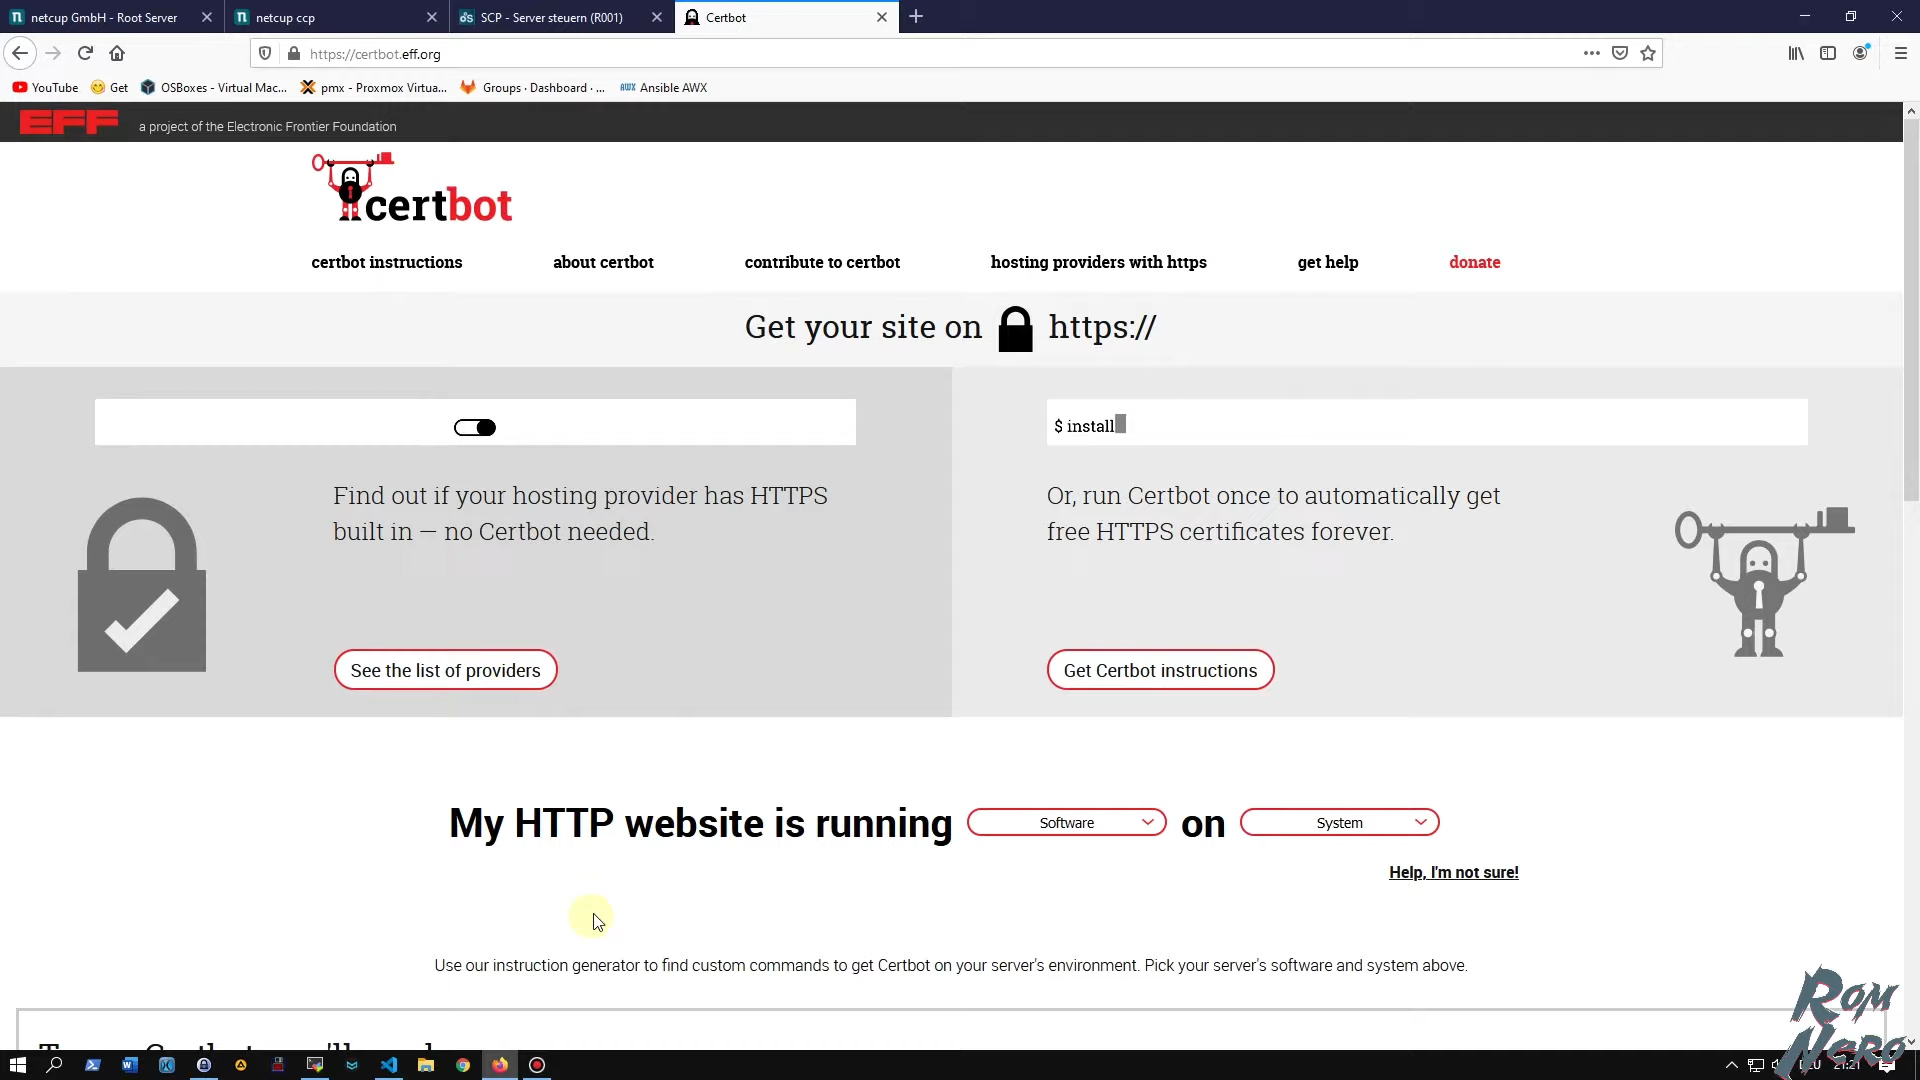 netcup GmbH - Root Server
netcup ccp
SCP - Server steuern (R001)
Certbot
https://certbot.eff.org
YouTube
Get
OSBoxes - Virtual Mac...
pmx - Proxmox Virtua...
Groups · Dashboard · ...
AWX Ansible AWX
EFF a project of the Electronic Frontier Foundation
certbot
certbot instructions
about certbot
contribute to certbot
hosting providers with https
get help
donate
Get your site on https://
$ install
Find out if your hosting provider has HTTPS
built in — no Certbot needed.
Or, run Certbot once to automatically get
free HTTPS certificates forever.
See the list of providers
Get Certbot instructions
My HTTP website is running Software on System
Help, I'm not sure!
Use our instruction generator to find custom commands to get Certbot on your server's environment. Pick your server's software and system above.
Rom
Nero
21:21